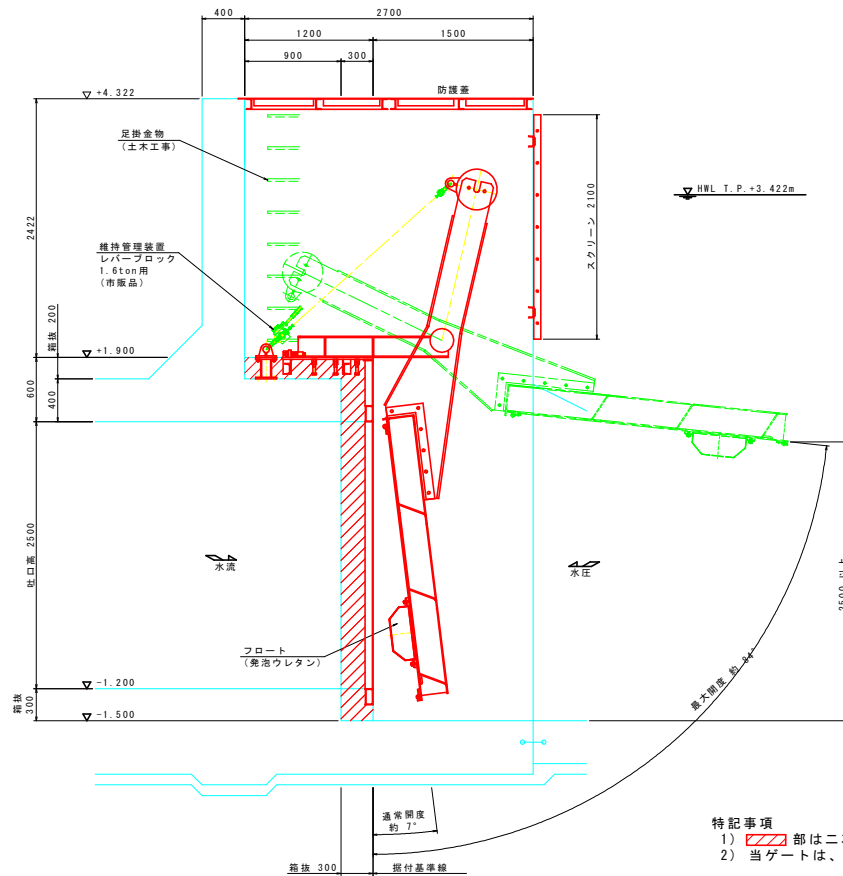 400
2700
1200
1500
900
300
+4.322
防護蓋
足掛金物
(土木工事)
HWL T.P.+3.422m
スクリーン 2100
2422
維持管理装置
レバーブロック
1.6ton用
(市販品)
箱抜 200
+1.900
600
400
吐口高 2500
水流
水圧
2500 以上
フロート
(発泡ウレタン)
最大開度 約 84°
-1.200
箱抜
300
-1.500
通常開度
約 7°
箱抜 300
据付基準線
特記事項
1) 部は二
2) 当ゲートは、